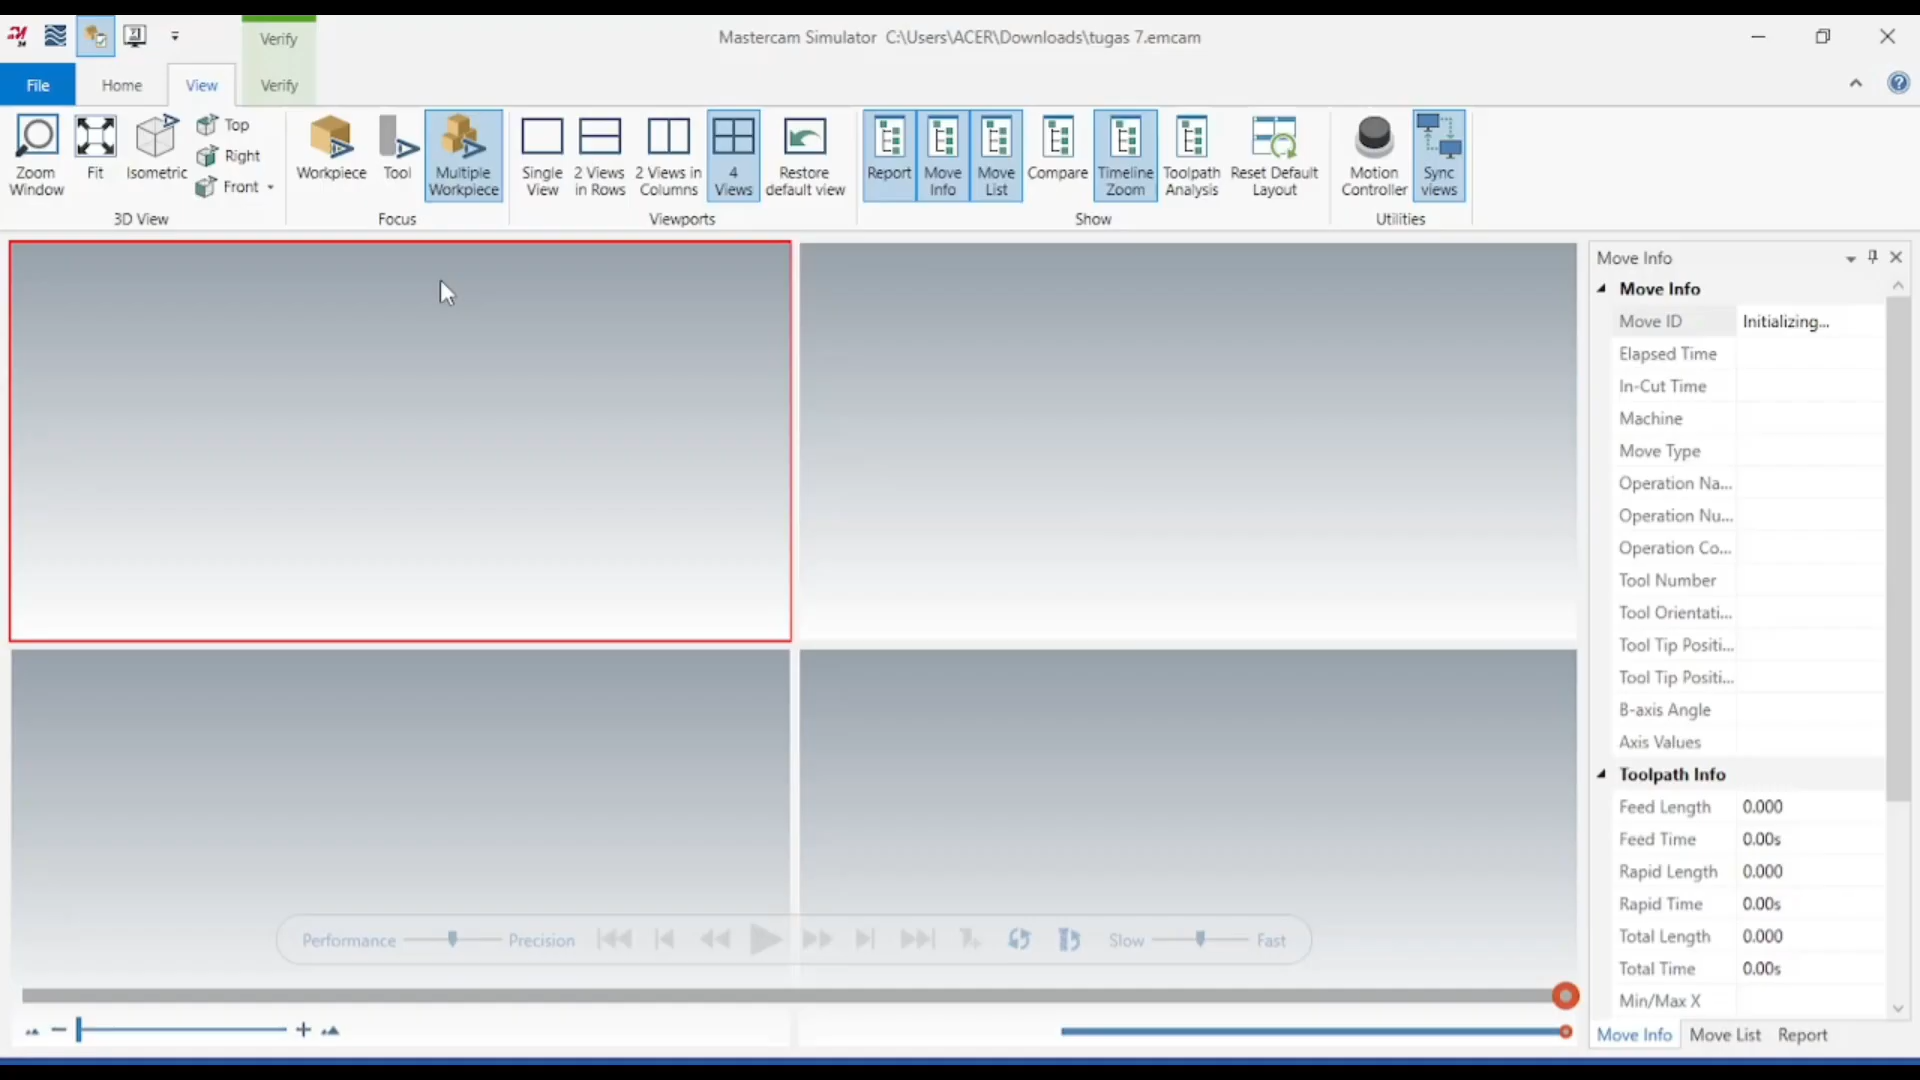 Verify
Mastercam Simulator C:\Users\ACER\Downloads\tugas 7.emcam
File
Home
View
Verify
Zoom
Window
Fit
Isometric
Top
Right
Front
3D View
Workpiece
Tool
Multiple
Workpiece
Focus
Single
View
2 Views
in Rows
2 Views in
Columns
4
Views
Restore
default view
Viewports
Report
Move
Info
Move
List
Compare
Timeline
Zoom
Toolpath
Analysis
Reset Default
Layout
Show
Motion
Controller
Sync
views
Utilities
Move Info
Move Info
Move ID Initializing...
Elapsed Time
In-Cut Time
Machine
Move Type
Operation Na...
Operation Nu...
Operation Co...
Tool Number
Tool Orientati...
Tool Tip Positi...
Tool Tip Positi...
B-axis Angle
Axis Values
Toolpath Info
Feed Length 0.000
Feed Time 0.00s
Rapid Length 0.000
Rapid Time 0.00s
Total Length 0.000
Total Time 0.00s
Min/Max X
Performance
Precision
Slow
Fast
Move Info
Move List
Report